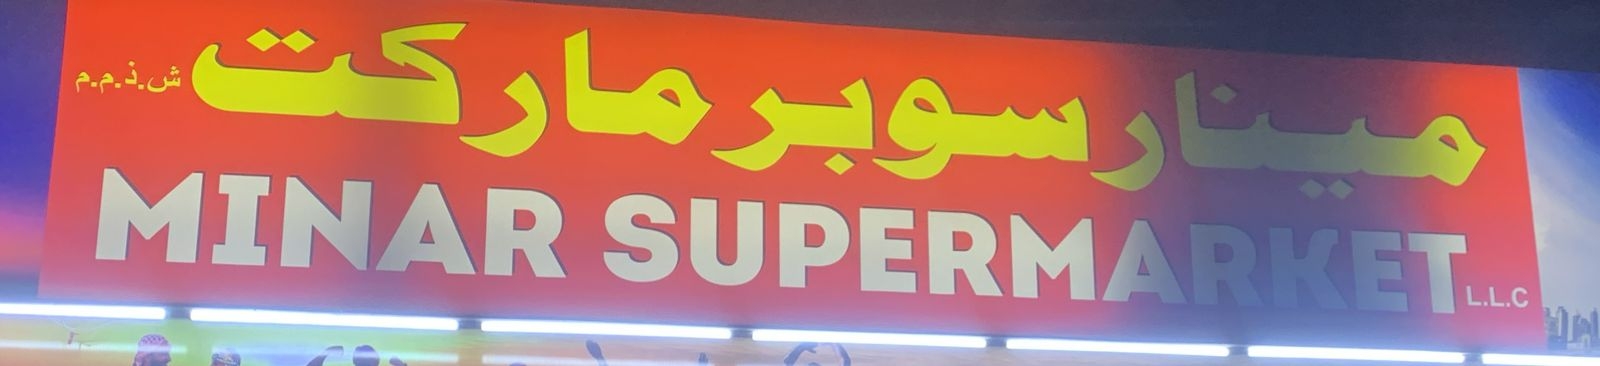 مينار سوبر ماركت ش.ذ.م.م
MINAR SUPERMARKET L.L.C